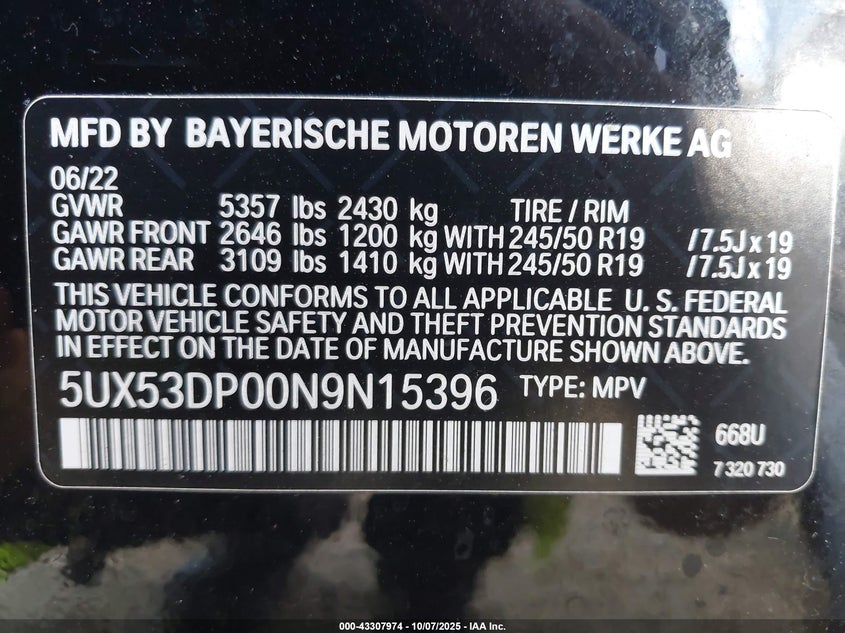 MFD BY BAYERISCHE MOTOREN WERKE AG
06/22
GVWR 5357 lbs 2430 kg TIRE / RIM
GAWR FRONT 2646 lbs 1200 kg WITH 245/50 R19 /7.5J x 19
GAWR REAR 3109 lbs 1410 kg WITH 245/50 R19 /7.5J x 19
THIS VEHICLE CONFORMS TO ALL APPLICABLE U. S. FEDERAL
MOTOR VEHICLE SAFETY AND THEFT PREVENTION STANDARDS
IN EFFECT ON THE DATE OF MANUFACTURE SHOWN ABOVE.
5UX53DP00N9N15396 TYPE: MPV
668U
7 320 730
000-43307974 - 10/07/2025 - IAA Inc.